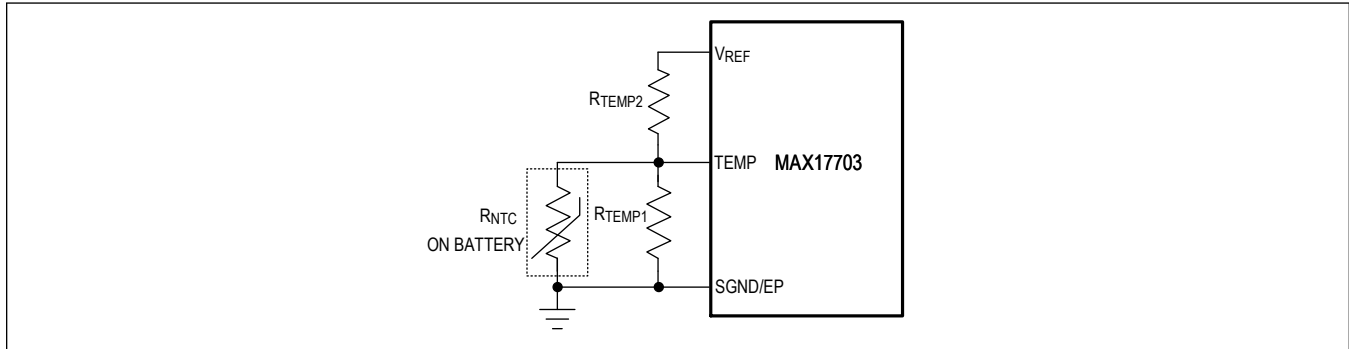 VREF
RTEMP2
TEMP MAX17703
RNTC
ON BATTERY
RTEMP1
SGND/EP